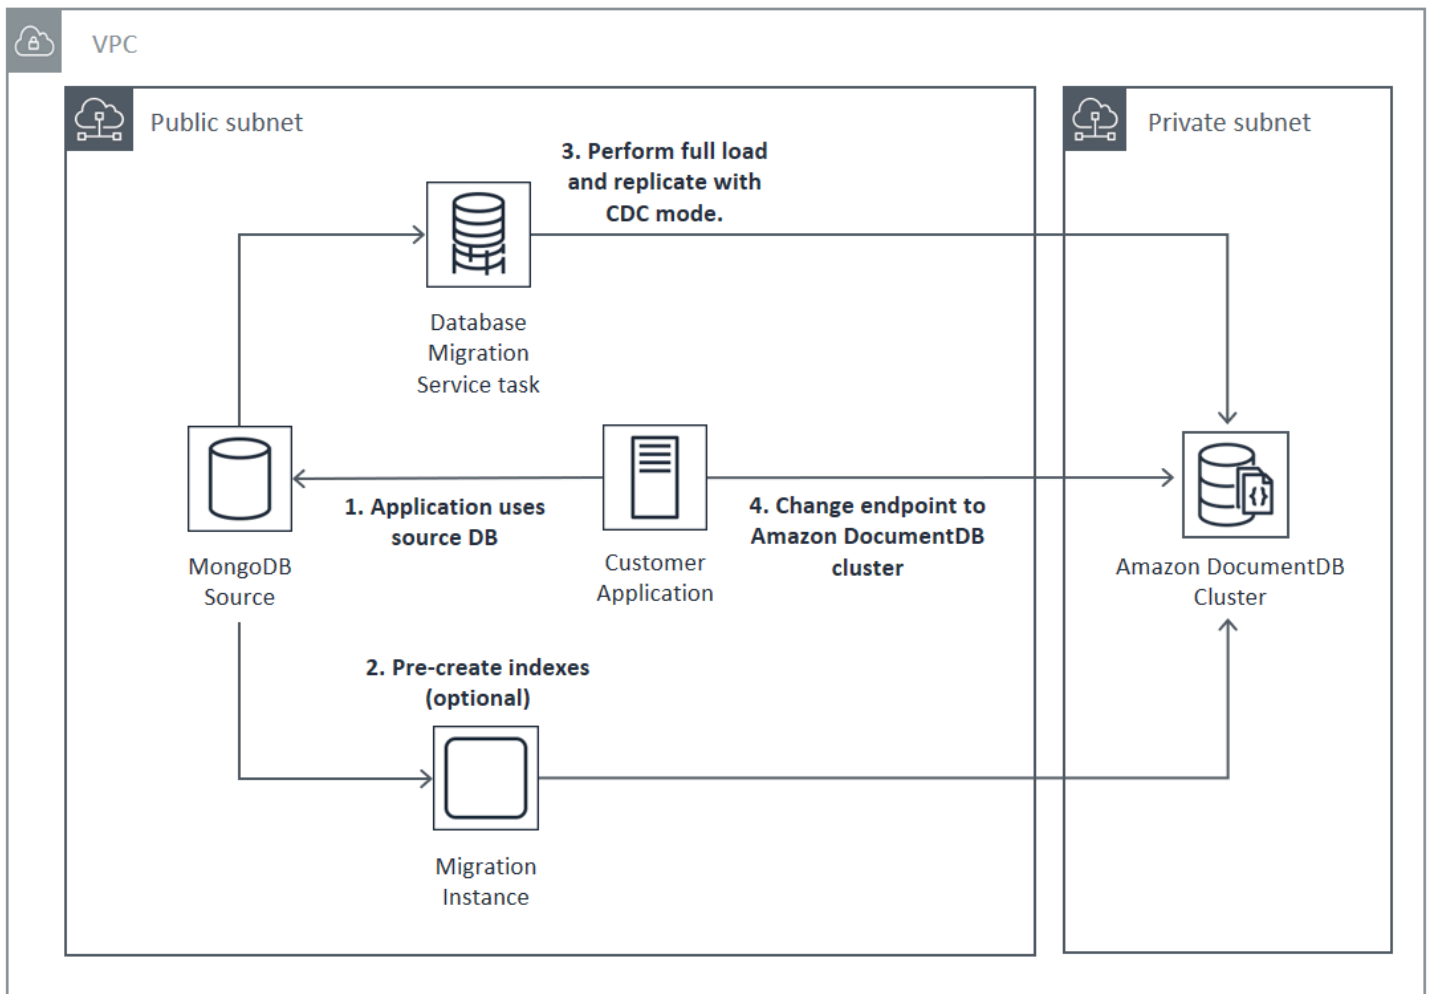 VPC
Public subnet
Private subnet
3. Perform full load
and replicate with
CDC mode.
Database
Migration
Service task
1. Application uses
source DB
4. Change endpoint to
Amazon DocumentDB
cluster
MongoDB
Source
Customer
Application
Amazon DocumentDB
Cluster
2. Pre-create indexes
(optional)
Migration
Instance